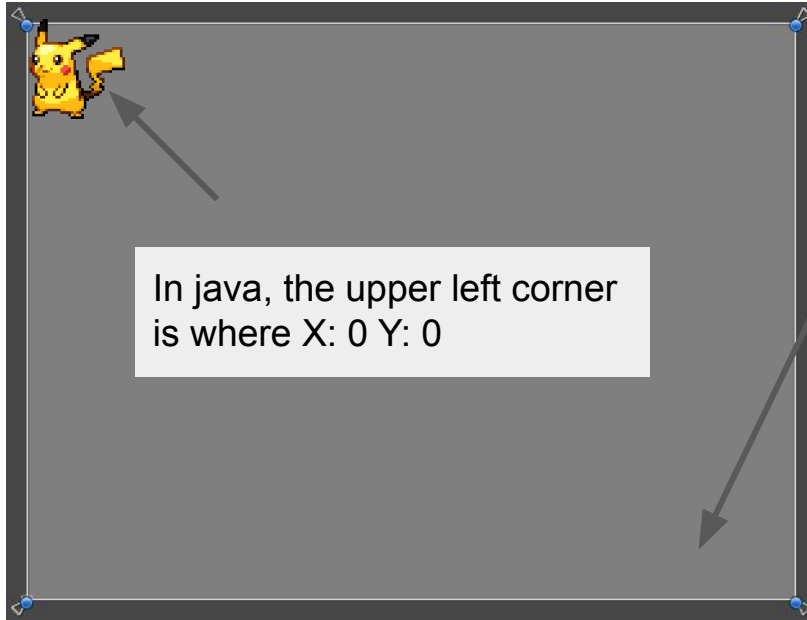 In java, the upper left corner
is where X: 0 Y: 0